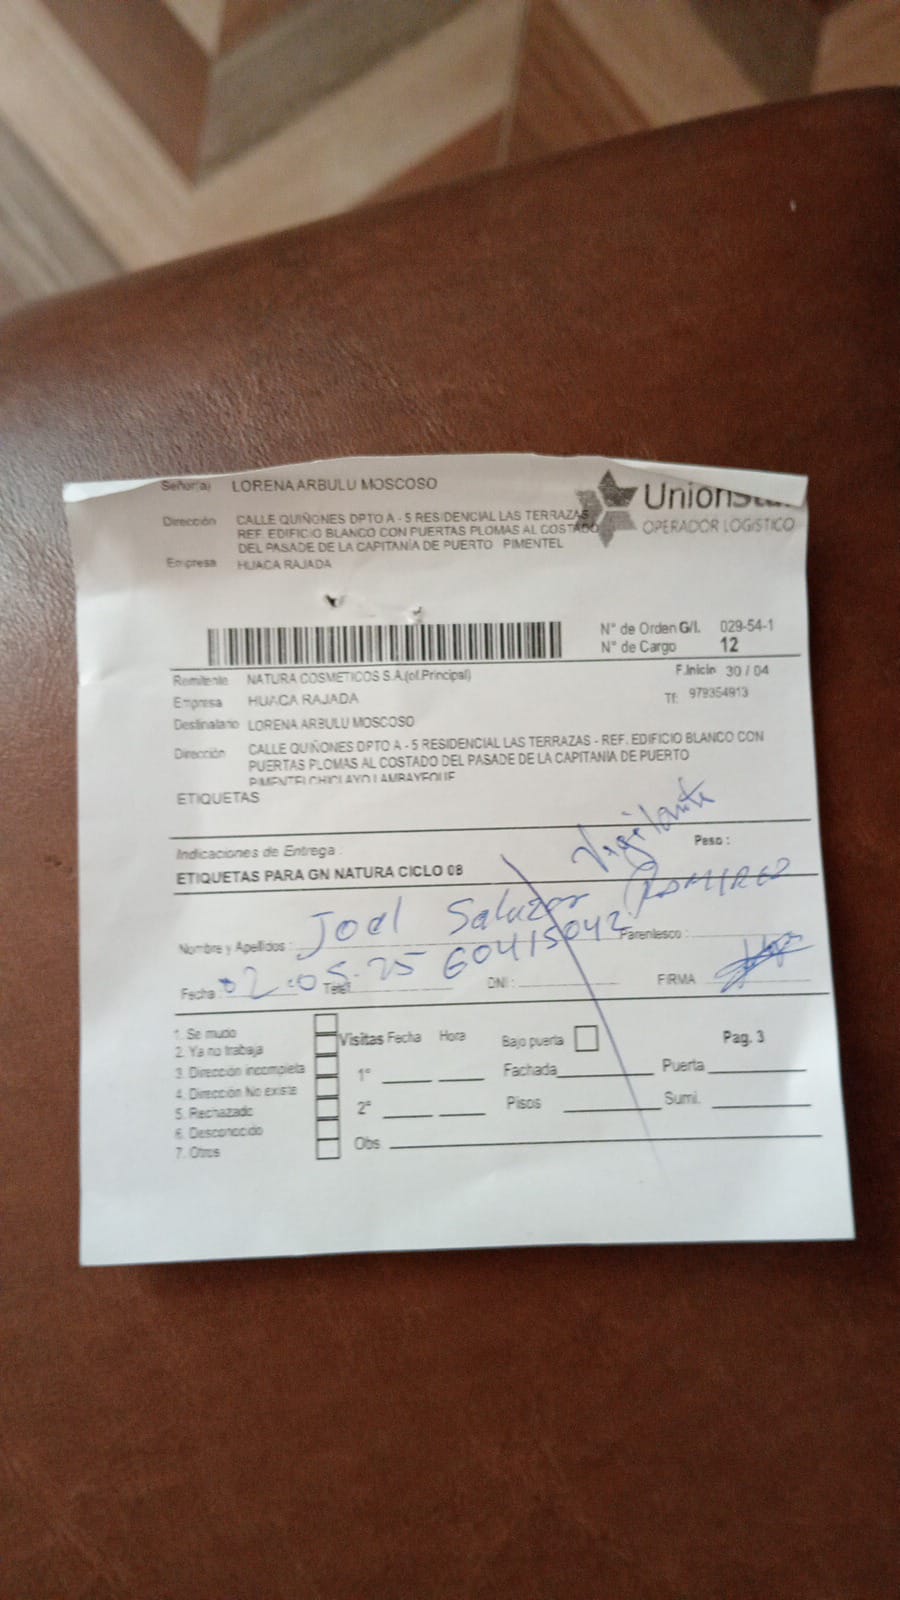 Señor(a) LORENA ARBULU MOSCOSO
UnionSta
OPERADOR LOGISTICO
Dirección CALLE QUIÑONES DPTO A - 5 RESIDENCIAL LAS TERRAZAS
REF. EDIFICIO BLANCO CON PUERTAS PLOMAS AL COSTADO
DEL PASADE DE LA CAPITANÍA DE PUERTO PIMENTEL
Empresa HUACA RAJADA
N° de Orden G/I. 029-54-1
N° de Cargo 12
Remitente NATURA COSMETICOS S.A.(of.Principal) F.Inicio 30 / 04
Empresa HUACA RAJADA Tf: 979354913
Destinatario LORENA ARBULU MOSCOSO
Dirección CALLE QUIÑONES DPTO A - 5 RESIDENCIAL LAS TERRAZAS - REF. EDIFICIO BLANCO CON
PUERTAS PLOMAS AL COSTADO DEL PASADE DE LA CAPITANÍA DE PUERTO
PIMENTEL CHICLAYO LAMBAYEQUE
ETIQUETAS
Vigilante
Indicaciones de Entrega : Peso :
ETIQUETAS PARA GN NATURA CICLO 08
Nombre y Apellidos : Joel Salazar RAMIREZ Parentesco :
Fecha : 02.05.25 Telef. 60415042 DNI : FIRMA
1. Se mudo
2. Ya no trabaja
3. Dirección incompleta
4. Dirección No existe
5. Rechazado
6. Desconocido
7. Otros
Visitas Fecha Hora Bajo puerta Pag. 3
1° Fachada Puerta
2° Pisos Sumi.
Obs